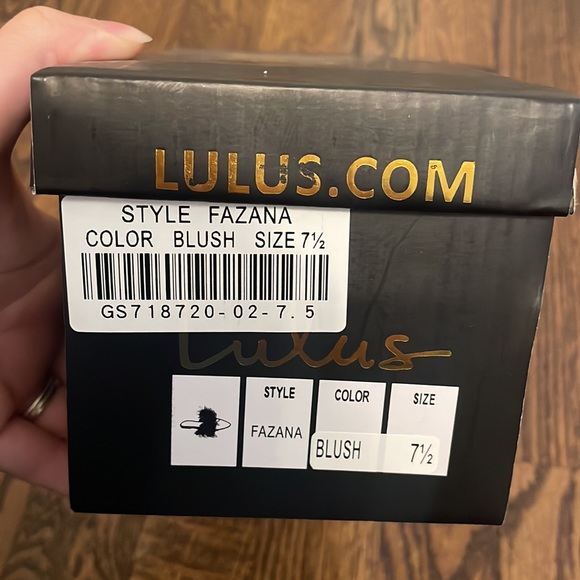 LULUS.COM
STYLE FAZANA
COLOR BLUSH SIZE 7½
GS718720-02-7.5
Lulus
STYLE COLOR SIZE
FAZANA BLUSH 7½